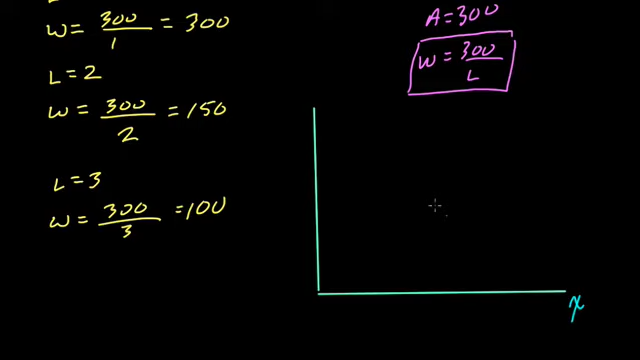 W = 300/1 = 300
L = 2
W = 300/2 = 150
L = 3
W = 300/3 = 100
A = 300
W = 300/L
x